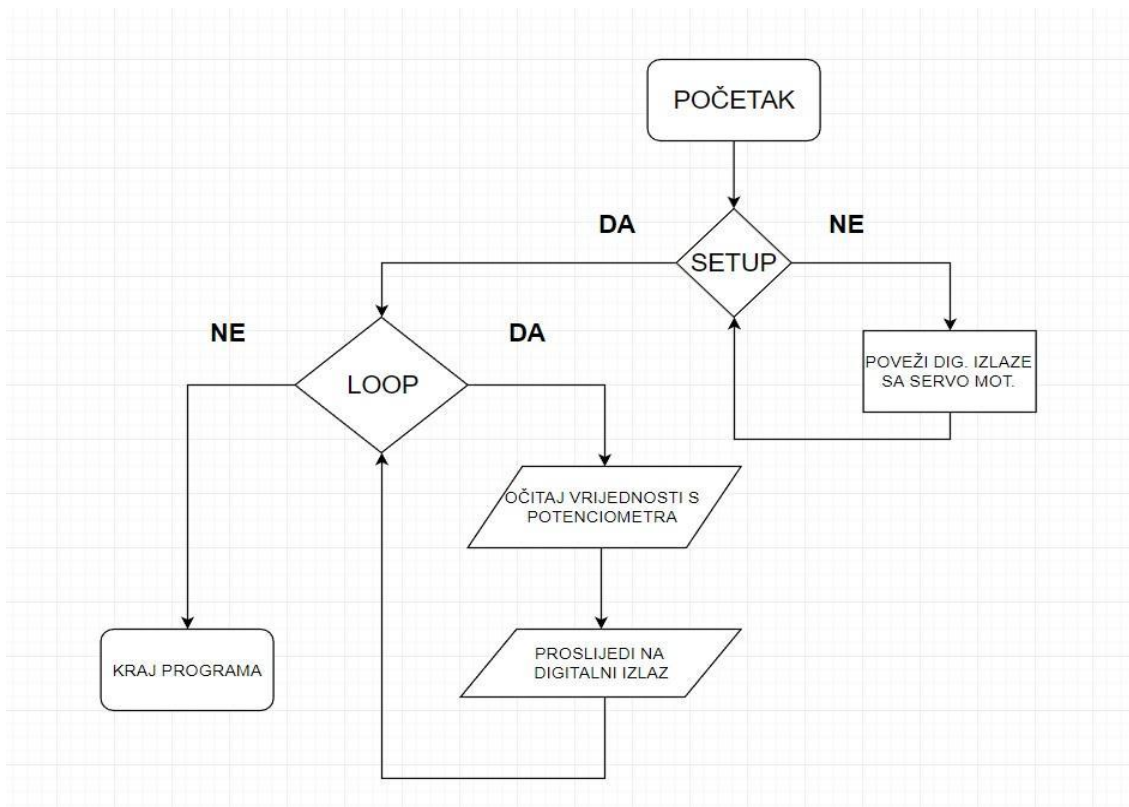 POČETAK
DA
NE
SETUP
NE
DA
POVEŽI DIG. IZLAZE
SA SERVO MOT.
LOOP
OČITAJ VRIJEDNOSTI S
POTENCIOMETRA
KRAJ PROGRAMA
PROSLIJEDI NA
DIGITALNI IZLAZ